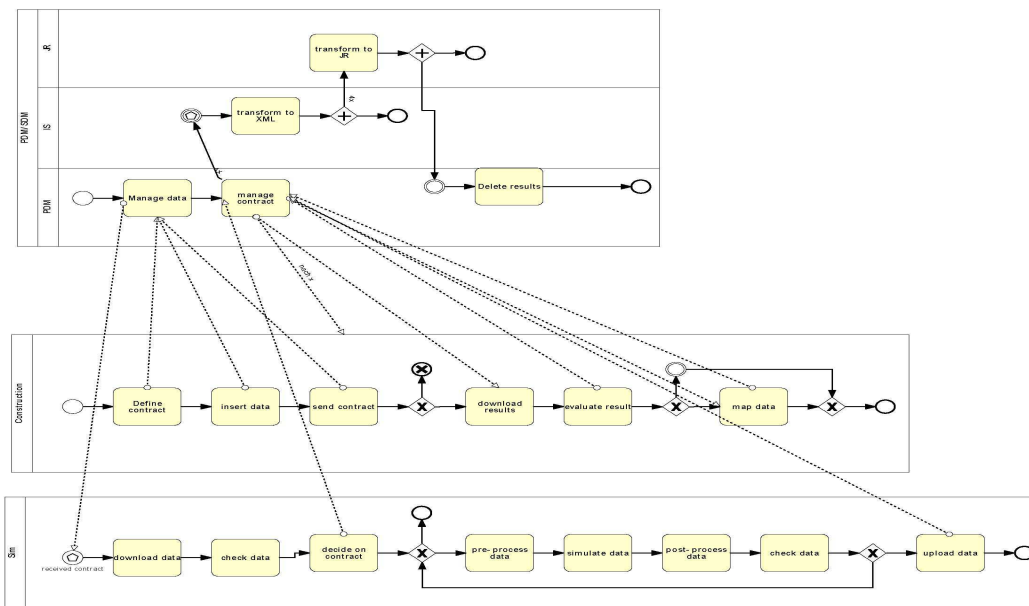 JR
transform to
JR
PDM/SDM
IS
transform to
XML
PDM
Manage data
manage
contract
Delete results
Construction
Define
contract
insert data
send contract
download
results
evaluate result
map data
Sim
received contract
download data
check data
decide on
contract
pre- process
data
simulate data
post- process
data
check data
upload data